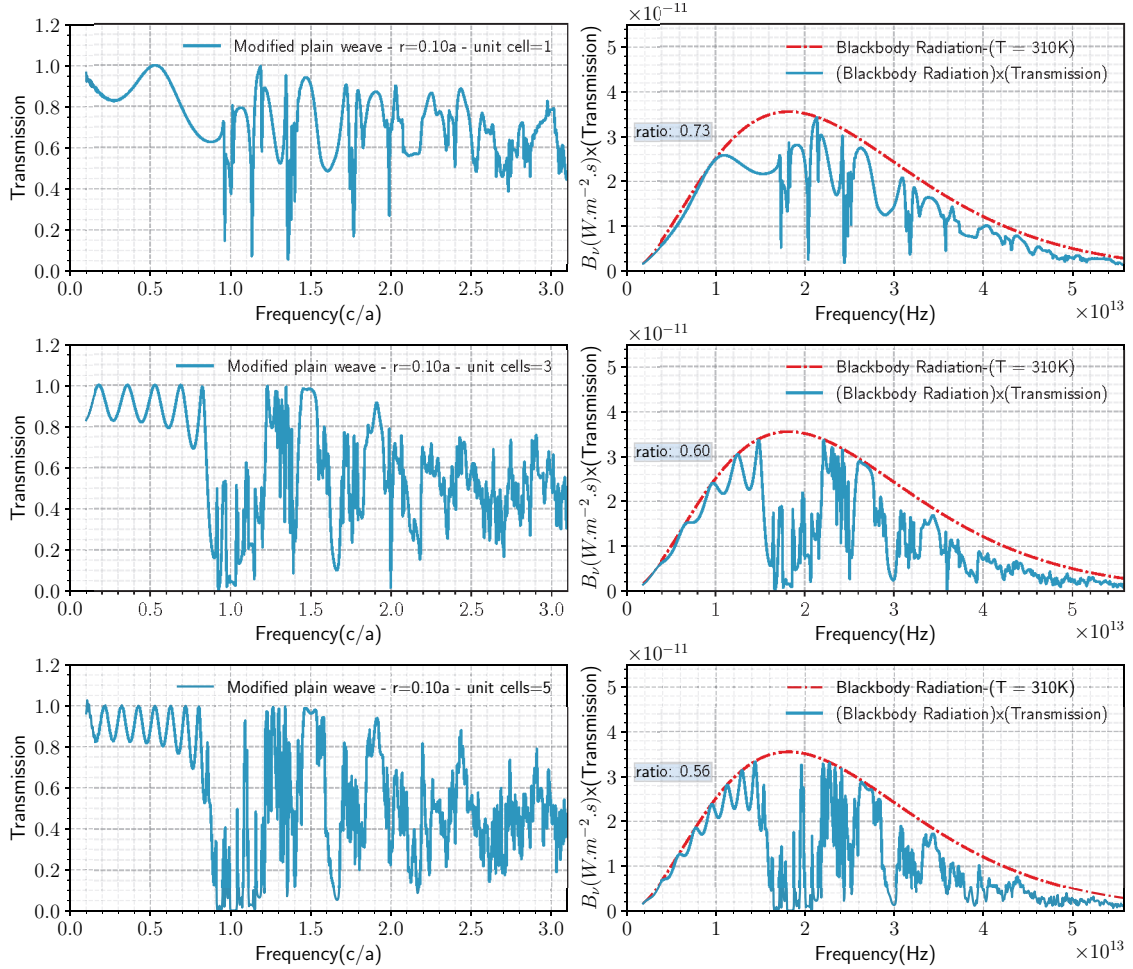 Transmission
1.2
1.0
0.8
0.6
0.4
0.2
0.0
Modified plain weave - r=0.10a - unit cell=1
0.0 0.5 1.0 1.5 2.0 2.5 3.0
Frequency(c/a)
×10⁻¹¹
B_ν(W.m⁻².s)x(Transmission)
5
4
3
2
1
0
Blackbody Radiation-(T = 310K)
(Blackbody Radiation)x(Transmission)
ratio: 0.73
0 1 2 3 4 5
Frequency(Hz)
×10¹³
Transmission
1.2
1.0
0.8
0.6
0.4
0.2
0.0
Modified plain weave - r=0.10a - unit cells=3
0.0 0.5 1.0 1.5 2.0 2.5 3.0
Frequency(c/a)
×10⁻¹¹
B_ν(W.m⁻².s)x(Transmission)
5
4
3
2
1
0
Blackbody Radiation-(T = 310K)
(Blackbody Radiation)x(Transmission)
ratio: 0.60
0 1 2 3 4 5
Frequency(Hz)
×10¹³
Transmission
1.2
1.0
0.8
0.6
0.4
0.2
0.0
Modified plain weave - r=0.10a - unit cells=5
0.0 0.5 1.0 1.5 2.0 2.5 3.0
Frequency(c/a)
×10⁻¹¹
B_ν(W.m⁻².s)x(Transmission)
5
4
3
2
1
0
Blackbody Radiation-(T = 310K)
(Blackbody Radiation)x(Transmission)
ratio: 0.56
0 1 2 3 4 5
Frequency(Hz)
×10¹³